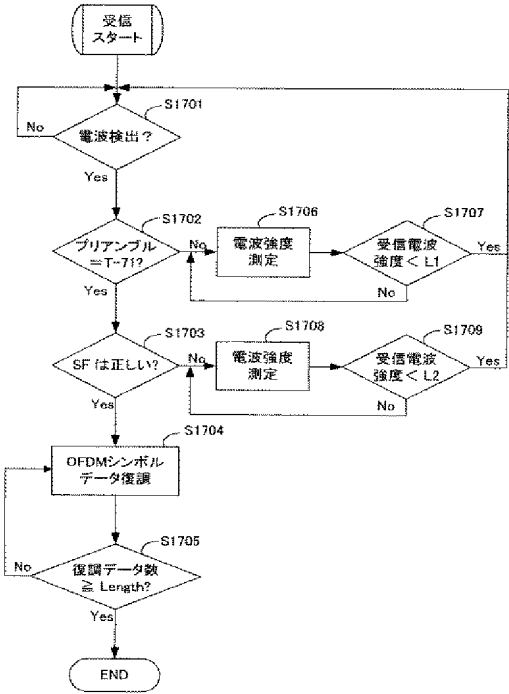 受信
スタート
S1701
電波検出？
No
Yes
S1702
プリアンブル
＝T-71?
No
Yes
S1706
電波強度
測定
S1707
受信電波
強度＜L1
Yes
No
S1703
SFは正しい?
No
Yes
S1708
電波強度
測定
S1709
受信電波
強度＜L2
Yes
No
S1704
OFDMシンボル
データ復調
S1705
復調データ数
≧ Length?
No
Yes
END